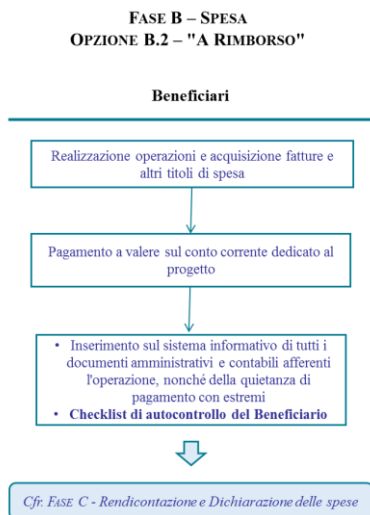 FASE B – SPESA
OPZIONE B.2 – "A RIMBORSO"
Beneficiari
Realizzazione operazioni e acquisizione fatture e
altri titoli di spesa
Pagamento a valere sul conto corrente dedicato al
progetto
• Inserimento sul sistema informativo di tutti i
documenti amministrativi e contabili afferenti
l'operazione, nonché della quietanza di
pagamento con estremi
• Checklist di autocontrollo del Beneficiario
Cfr. FASE C - Rendicontazione e Dichiarazione delle spese